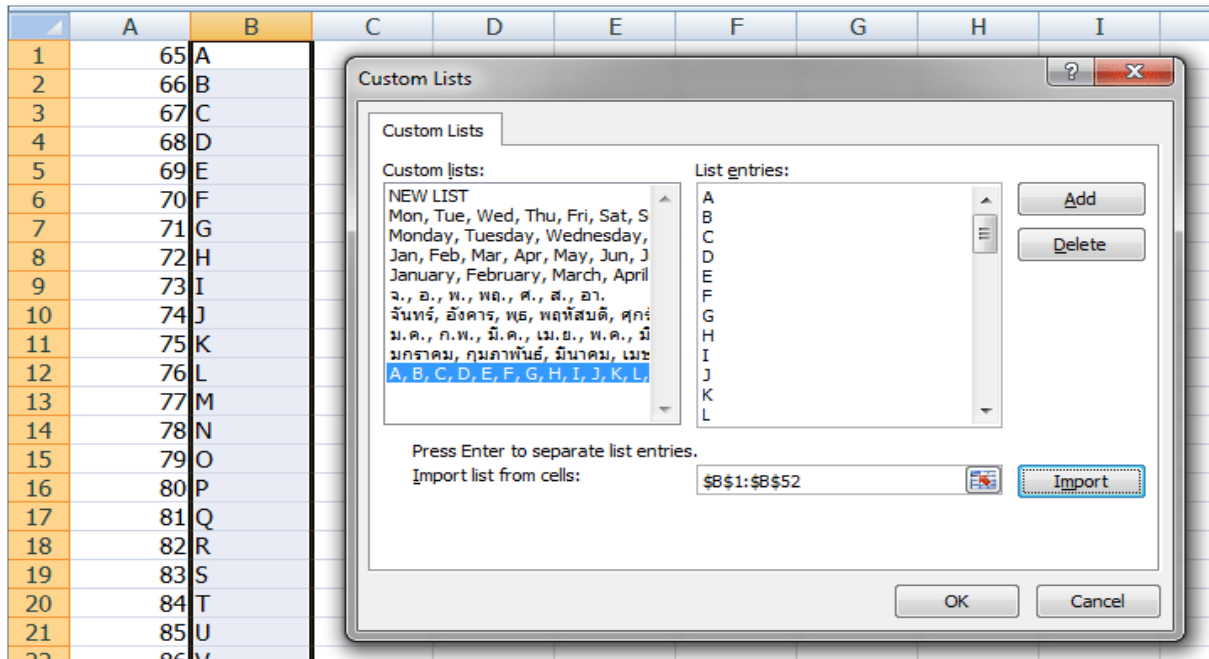 A B C D E F G H I
1 65 A
2 66 B
3 67 C
4 68 D
5 69 E
6 70 F
7 71 G
8 72 H
9 73 I
10 74 J
11 75 K
12 76 L
13 77 M
14 78 N
15 79 O
16 80 P
17 81 Q
18 82 R
19 83 S
20 84 T
21 85 U
22 86 V
Custom Lists
?
Custom Lists
Custom lists:
NEW LIST
Mon, Tue, Wed, Thu, Fri, Sat, S
Monday, Tuesday, Wednesday,
Jan, Feb, Mar, Apr, May, Jun, J
January, February, March, April
จ., อ., พ., พฤ., ศ., ส., อา.
จันทร์, อังคาร, พุธ, พฤหัสบดี, ศุกร์
ม.ค., ก.พ., มี.ค., เม.ย., พ.ค., มิ
มกราคม, กุมภาพันธ์, มีนาคม, เมษ
A, B, C, D, E, F, G, H, I, J, K, L,
List entries:
A
B
C
D
E
F
G
H
I
J
K
L
Add
Delete
Press Enter to separate list entries.
Import list from cells:
$B$1:$B$52
Import
OK
Cancel